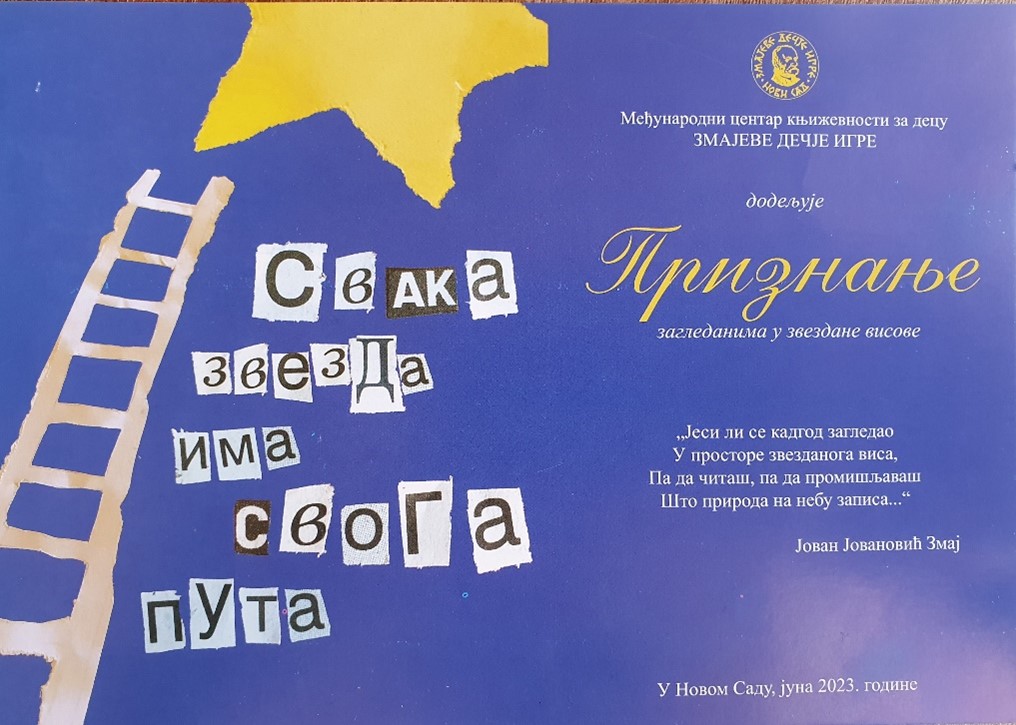 Свака
звезда
има
свога
пута
ЗМАЈЕВЕ ДЕЧЈЕ ИГРЕ
НОВИ САД
Међународни центар књижевности за децу
ЗМАЈЕВЕ ДЕЧЈЕ ИГРЕ
додељује
Признање
загледанима у звездане висове
„Јеси ли се кадгод загледао
У просторе звезданога виса,
Па да читаш, па да промишљаваш
Што природа на небу записа...“
Јован Јовановић Змај
У Новом Саду, јуна 2023. године